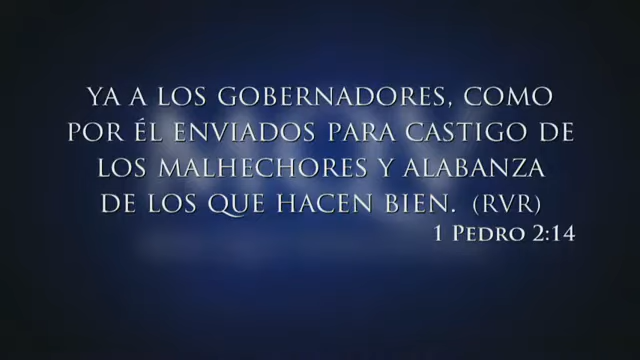 YA A LOS GOBERNADORES, COMO
POR ÉL ENVIADOS PARA CASTIGO DE
LOS MALHECHORES Y ALABANZA
DE LOS QUE HACEN BIEN. (RVR)
1 PEDRO 2:14